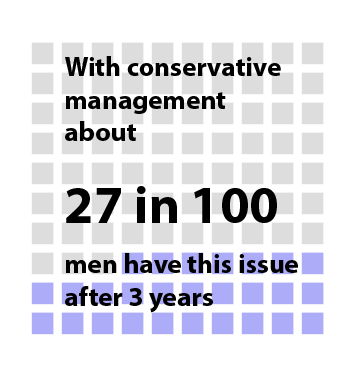 With conservative
management
about
27 in 100
men have this issue
after 3 years